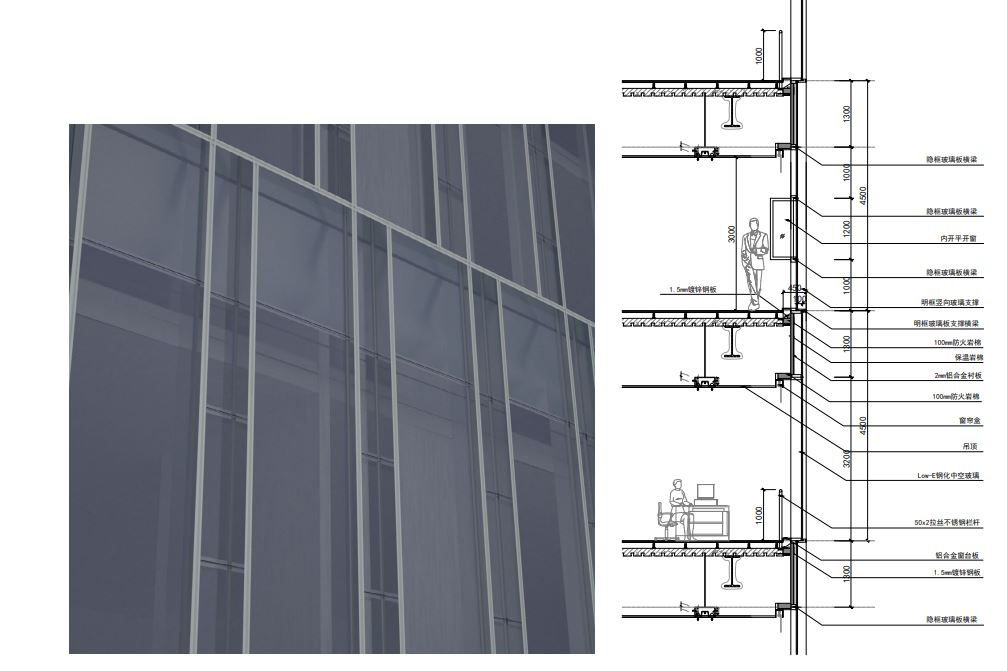 1000
1300
隐框玻璃板横梁
1000
4500
隐框玻璃板横梁
3000
1200
内开平开窗
隐框玻璃板横梁
1000
1.5mm镀锌钢板
450
100
明框竖向玻璃支撑
明框玻璃板支撑横梁
100mm防火岩棉
1300
保温岩棉
2mm铝合金衬板
100mm防火岩棉
窗帘盒
4500
吊顶
3200
Low-E钢化中空玻璃
1000
50x2拉丝不锈钢栏杆
铝合金窗台板
1300
1.5mm镀锌钢板
隐框玻璃板横梁